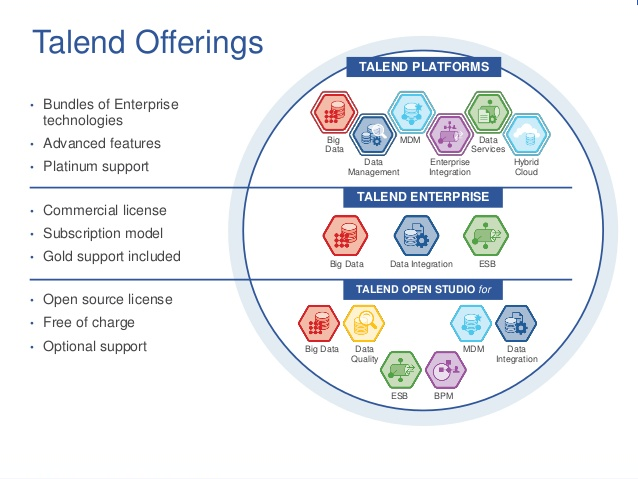 Talend Offerings
• Bundles of Enterprise
technologies
• Advanced features
• Platinum support
TALEND PLATFORMS
Big
Data
Data
Management
MDM
Enterprise
Integration
Data
Services
Hybrid
Cloud
• Commercial license
• Subscription model
• Gold support included
TALEND ENTERPRISE
Big Data
Data Integration
ESB
• Open source license
• Free of charge
• Optional support
TALEND OPEN STUDIO for
Big Data
Data
Quality
ESB
BPM
MDM
Data
Integration